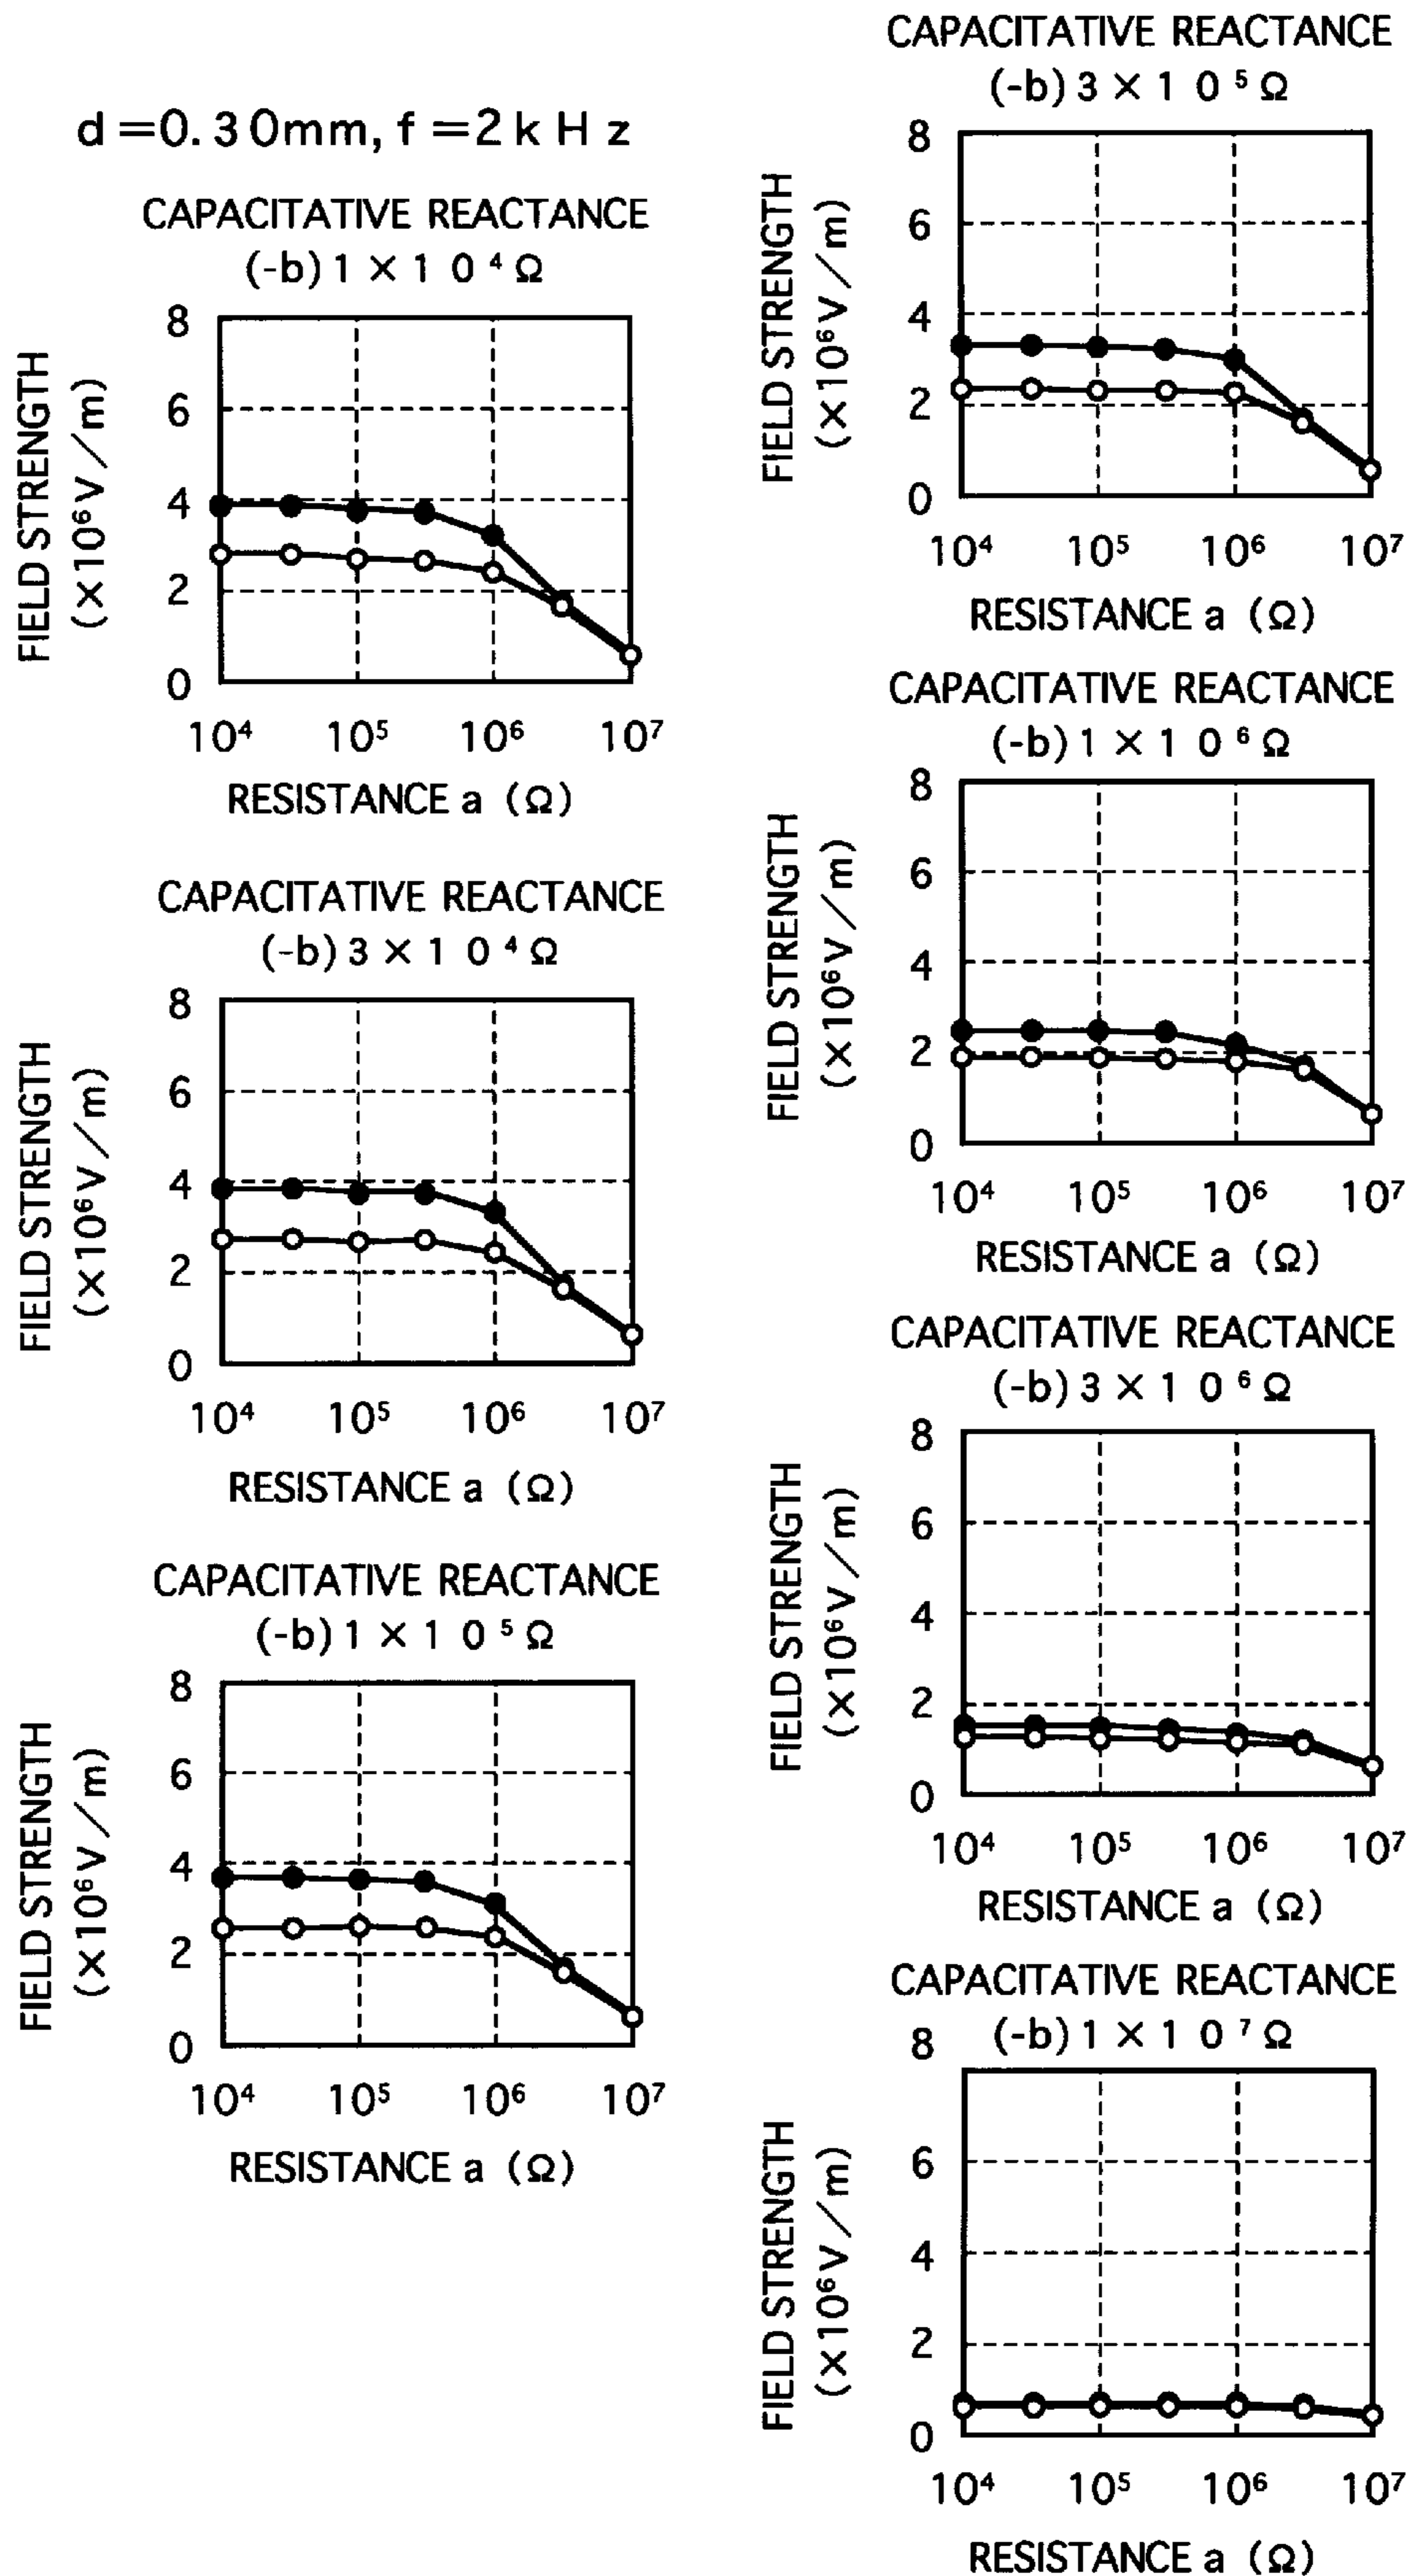 d=0.30mm, f=2kHz
CAPACITATIVE REACTANCE
(-b) 1 × 10⁴Ω
FIELD STRENGTH
(×10⁶V/m)
8
6
4
2
0
10⁴ 10⁵ 10⁶ 10⁷
RESISTANCE a (Ω)
CAPACITATIVE REACTANCE
(-b) 3 × 10⁴Ω
FIELD STRENGTH
(×10⁶V/m)
8
6
4
2
0
10⁴ 10⁵ 10⁶ 10⁷
RESISTANCE a (Ω)
CAPACITATIVE REACTANCE
(-b) 1 × 10⁵Ω
FIELD STRENGTH
(×10⁶V/m)
8
6
4
2
0
10⁴ 10⁵ 10⁶ 10⁷
RESISTANCE a (Ω)
CAPACITATIVE REACTANCE
(-b) 3 × 10⁵Ω
FIELD STRENGTH
(×10⁶V/m)
8
6
4
2
0
10⁴ 10⁵ 10⁶ 10⁷
RESISTANCE a (Ω)
CAPACITATIVE REACTANCE
(-b) 1 × 10⁶Ω
FIELD STRENGTH
(×10⁶V/m)
8
6
4
2
0
10⁴ 10⁵ 10⁶ 10⁷
RESISTANCE a (Ω)
CAPACITATIVE REACTANCE
(-b) 3 × 10⁶Ω
FIELD STRENGTH
(×10⁶V/m)
8
6
4
2
0
10⁴ 10⁵ 10⁶ 10⁷
RESISTANCE a (Ω)
CAPACITATIVE REACTANCE
(-b) 1 × 10⁷Ω
FIELD STRENGTH
(×10⁶V/m)
8
6
4
2
0
10⁴ 10⁵ 10⁶ 10⁷
RESISTANCE a (Ω)